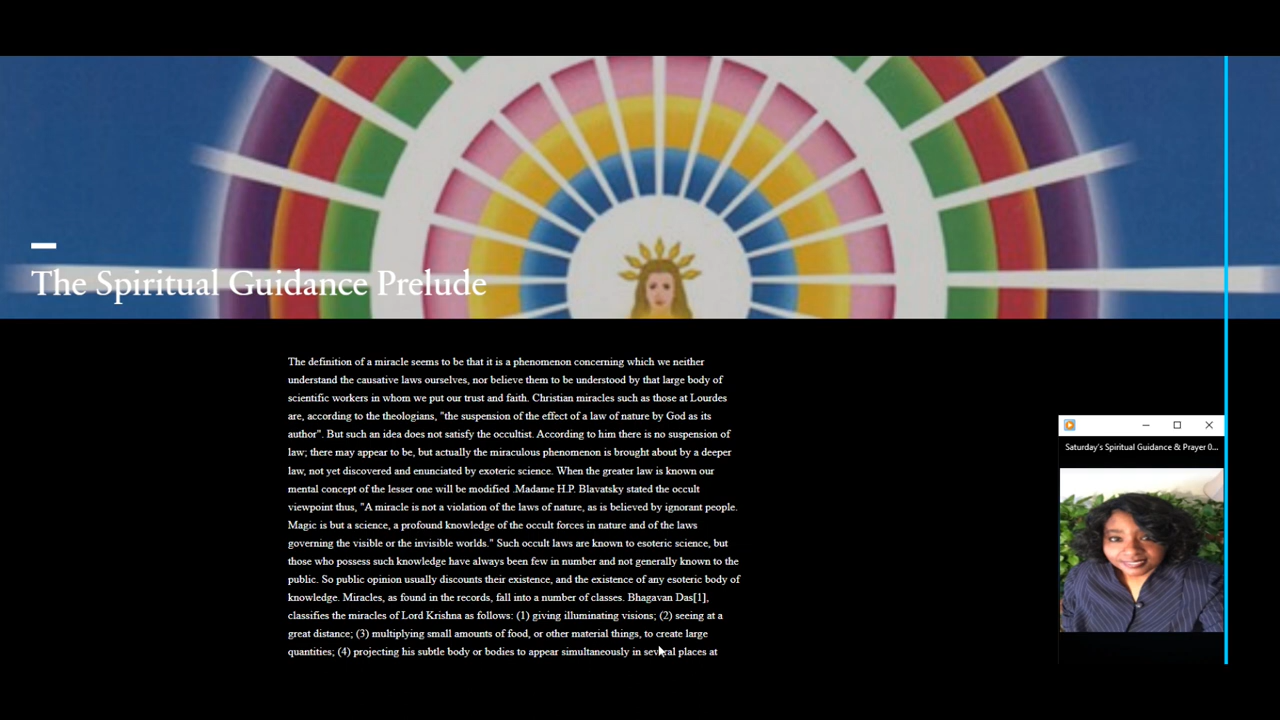 The Spiritual Guidance Prelude
The definition of a miracle seems to be that it is a phenomenon concerning which we neither
understand the causative laws ourselves, nor believe them to be understood by that large body of
scientific workers in whom we put our trust and faith. Christian miracles such as those at Lourdes
are, according to the theologians, "the suspension of the effect of a law of nature by God as its
author". But such an idea does not satisfy the occultist. According to him there is no suspension of
law; there may appear to be, but actually the miraculous phenomenon is brought about by a deeper
law, not yet discovered and enunciated by exoteric science. When the greater law is known our
mental concept of the lesser one will be modified .Madame H.P. Blavatsky stated the occult
viewpoint thus, "A miracle is not a violation of the laws of nature, as is believed by ignorant people.
Magic is but a science, a profound knowledge of the occult forces in nature and of the laws
governing the visible or the invisible worlds." Such occult laws are known to esoteric science, but
those who possess such knowledge have always been few in number and not generally known to the
public. So public opinion usually discounts their existence, and the existence of any esoteric body of
knowledge. Miracles, as found in the records, fall into a number of classes. Bhagavan Das[1],
classifies the miracles of Lord Krishna as follows: (1) giving illuminating visions; (2) seeing at a
great distance; (3) multiplying small amounts of food, or other material things, to create large
quantities; (4) projecting his subtle body or bodies to appear simultaneously in several places at
Saturday's Spiritual Guidance & Prayer 0...